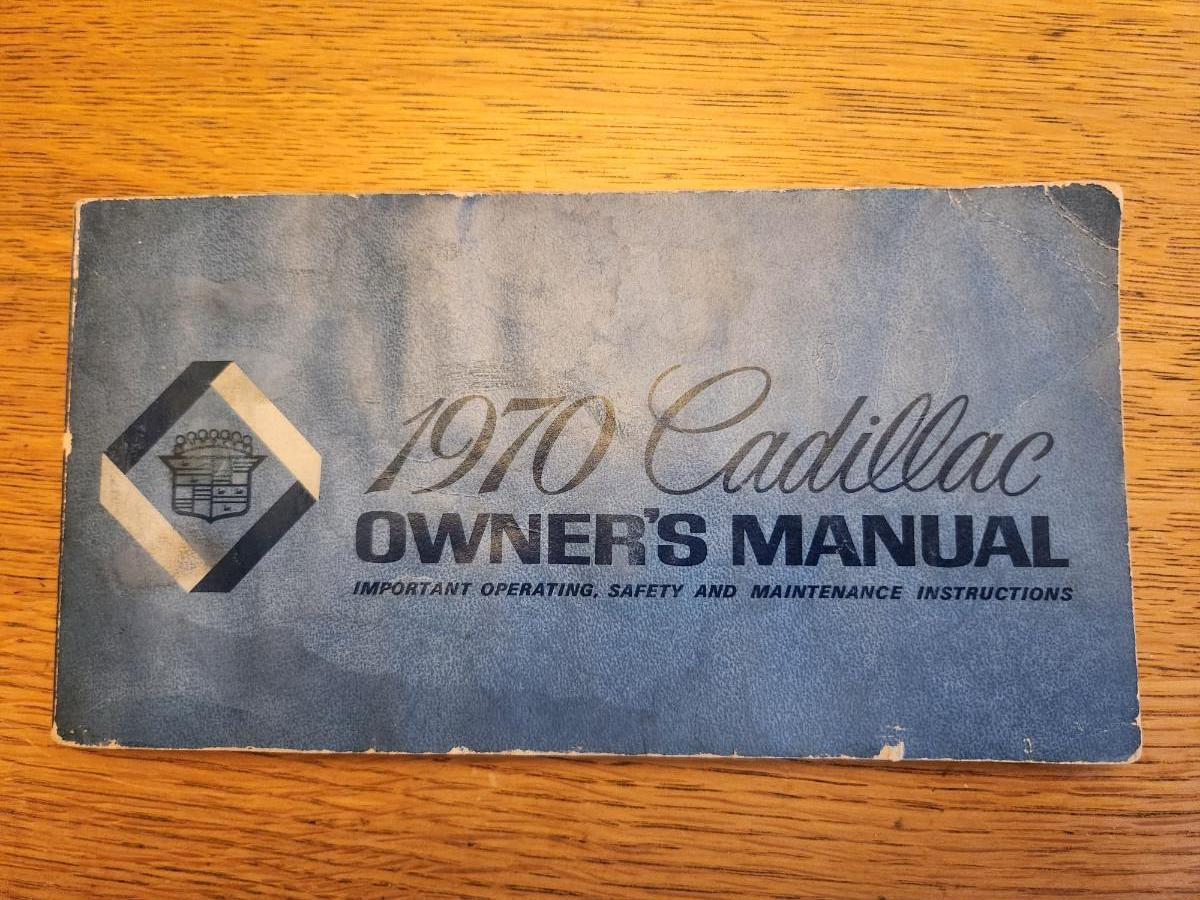 1970 Cadillac
OWNER'S MANUAL
IMPORTANT OPERATING, SAFETY AND MAINTENANCE INSTRUCTIONS